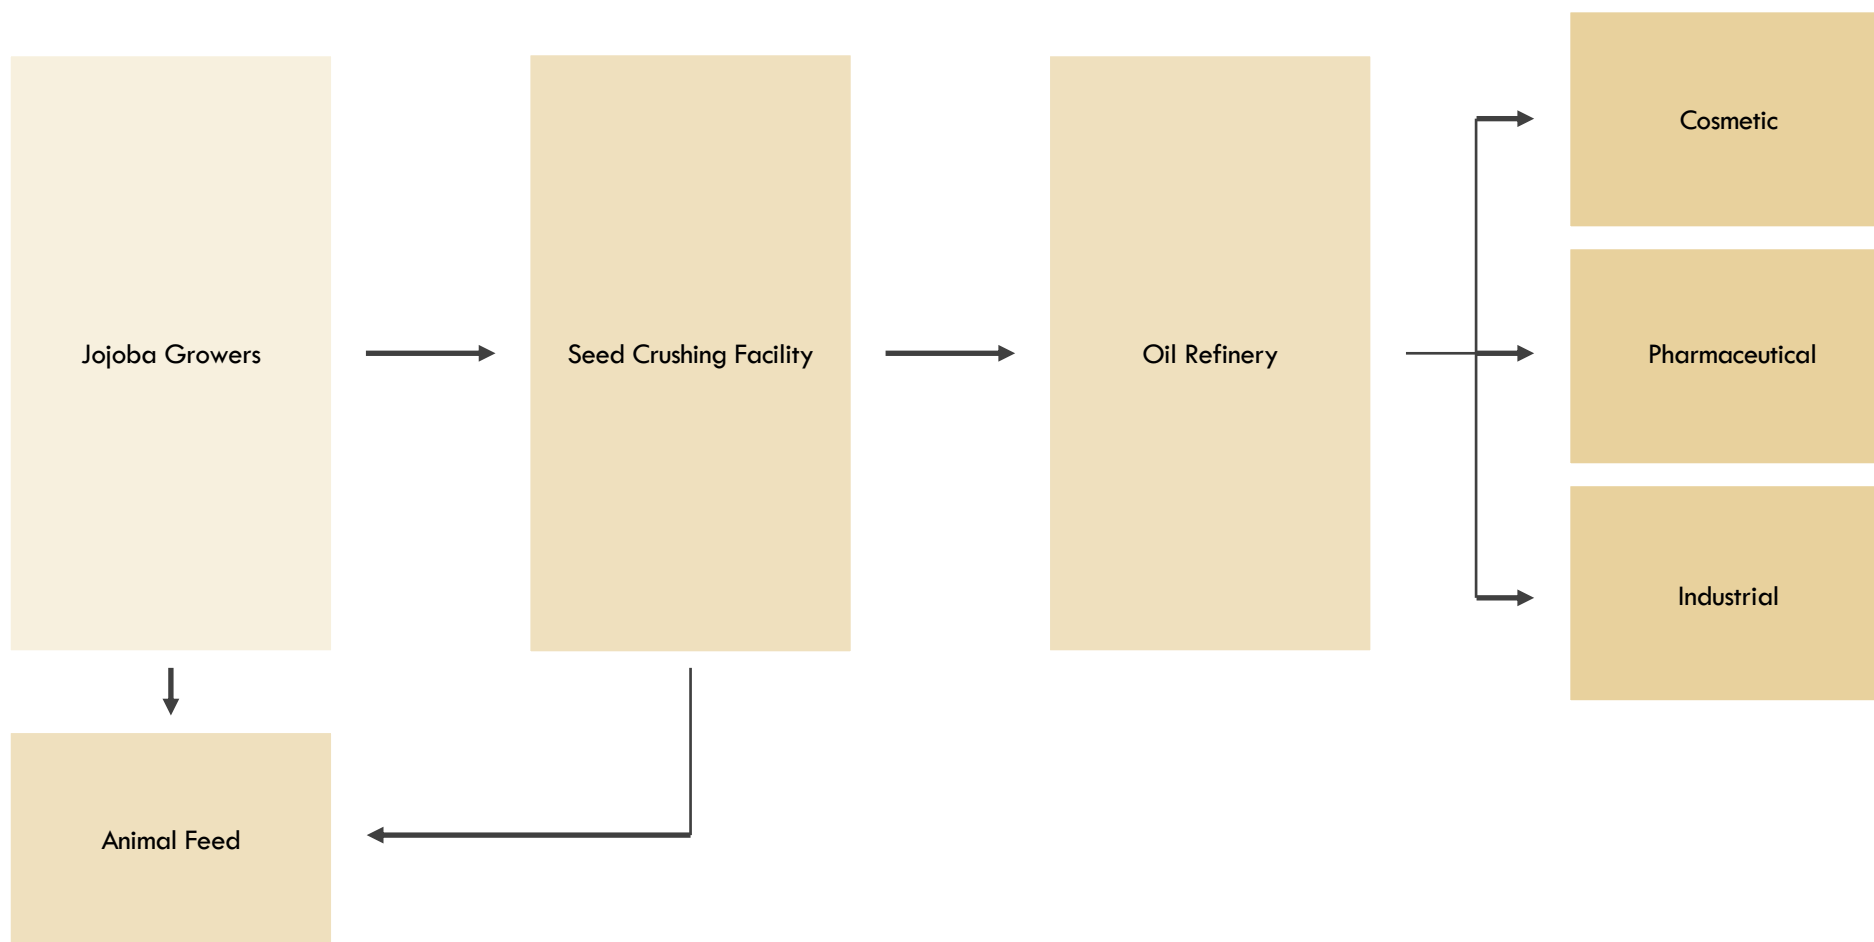 Jojoba Growers
Seed Crushing Facility
Oil Refinery
Cosmetic
Pharmaceutical
Industrial
Animal Feed